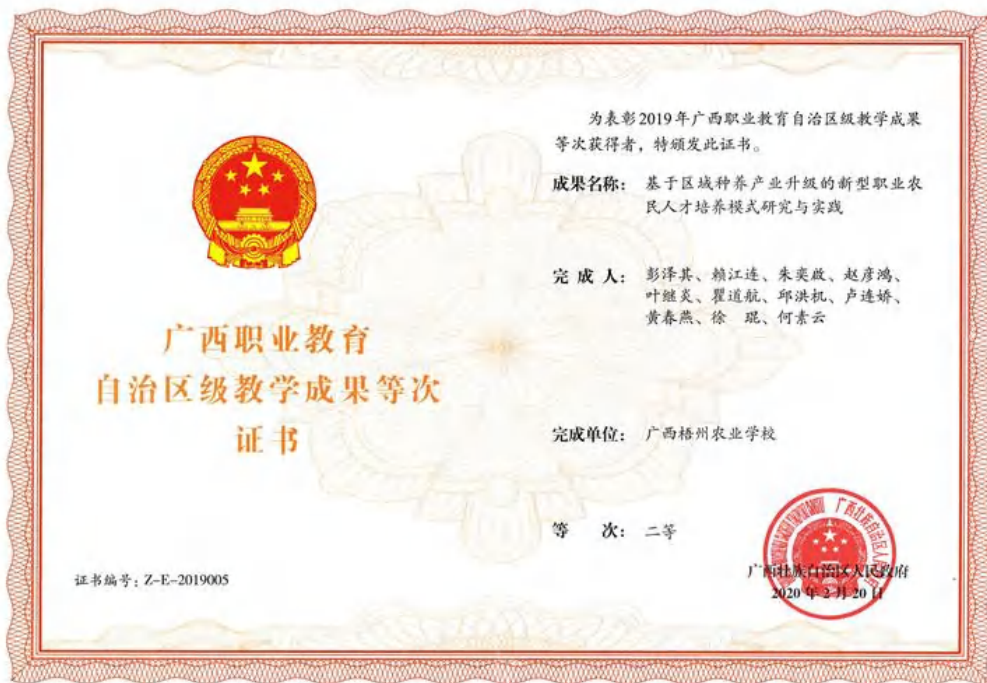 广西职业教育
自治区级教学成果等次
证书
证书编号：Z-E-2019005
为表彰2019年广西职业教育自治区级教学成果
等次获得者，特颁发此证书。
成果名称： 基于区域种养产业升级的新型职业农
民人才培养模式研究与实践
完 成 人： 彭泽其、赖江连、朱奕啟、赵彦鸿、
叶继炎、瞿道航、邱洪机、卢连娇、
黄春燕、徐 琨、何素云
完成单位： 广西梧州农业学校
等 次： 二等
广西壮族自治区人民政府
2020 年 2 月 20 日